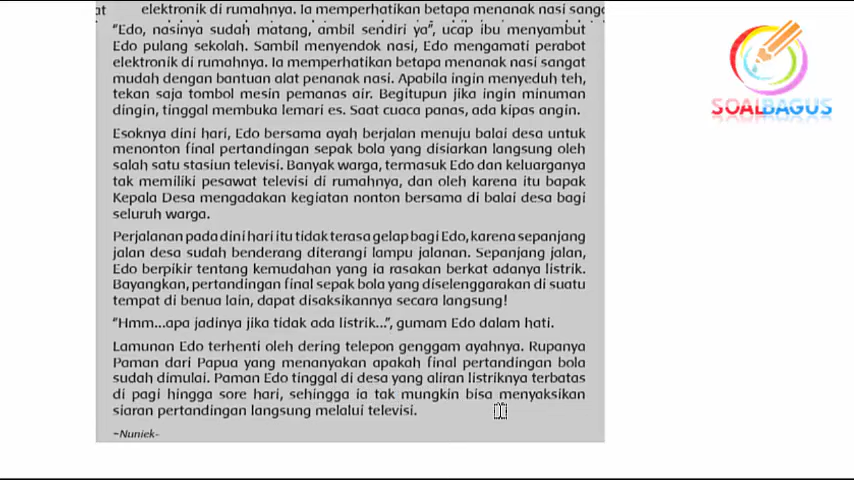 at elektronik di rumahnya. Ia memperhatikan betapa menanak nasi sanga
"Edo, nasinya sudah matang, ambil sendiri ya", ucap ibu menyambut
Edo pulang sekolah. Sambil menyendok nasi, Edo mengamati perabot
elektronik di rumahnya. Ia memperhatikan betapa menanak nasi sangat
mudah dengan bantuan alat penanak nasi. Apabila ingin menyeduh teh,
tekan saja tombol mesin pemanas air. Begitupun jika ingin minuman
dingin, tinggal membuka lemari es. Saat cuaca panas, ada kipas angin.
Esoknya dini hari, Edo bersama ayah berjalan menuju balai desa untuk
menonton final pertandingan sepak bola yang disiarkan langsung oleh
salah satu stasiun televisi. Banyak warga, termasuk Edo dan keluarganya
tak memiliki pesawat televisi di rumahnya, dan oleh karena itu bapak
Kepala Desa mengadakan kegiatan nonton bersama di balai desa bagi
seluruh warga.
Perjalanan pada dini hari itu tidak terasa gelap bagi Edo, karena sepanjang
jalan desa sudah benderang diterangi lampu jalanan. Sepanjang jalan,
Edo berpikir tentang kemudahan yang ia rasakan berkat adanya listrik.
Bayangkan, pertandingan final sepak bola yang diselenggarakan di suatu
tempat di benua lain, dapat disaksikannya secara langsung!
"Hmm...apa jadinya jika tidak ada listrik...", gumam Edo dalam hati.
Lamunan Edo terhenti oleh dering telepon genggam ayahnya. Rupanya
Paman dari Papua yang menanyakan apakah final pertandingan bola
sudah dimulai. Paman Edo tinggal di desa yang aliran listriknya terbatas
di pagi hingga sore hari, sehingga ia tak mungkin bisa menyaksikan
siaran pertandingan langsung melalui televisi.
~Nuniek-
SOALBAGUS